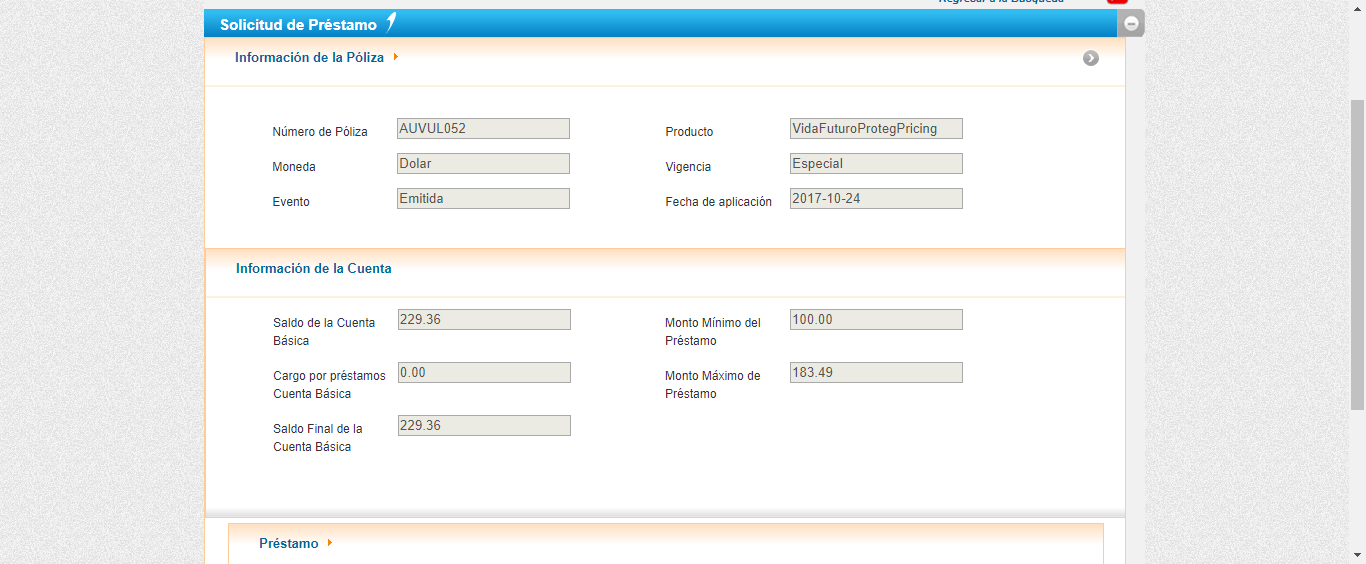 Regresar a la Búsqueda
Solicitud de Préstamo
Información de la Póliza
Número de Póliza AUVUL052 Producto VidaFuturoProtegPricing
Moneda Dolar Vigencia Especial
Evento Emitida Fecha de aplicación 2017-10-24
Información de la Cuenta
Saldo de la Cuenta
Básica
229.36
Monto Mínimo del
Préstamo
100.00
Cargo por préstamos
Cuenta Básica
0.00
Monto Máximo de
Préstamo
183.49
Saldo Final de la
Cuenta Básica
229.36
Préstamo